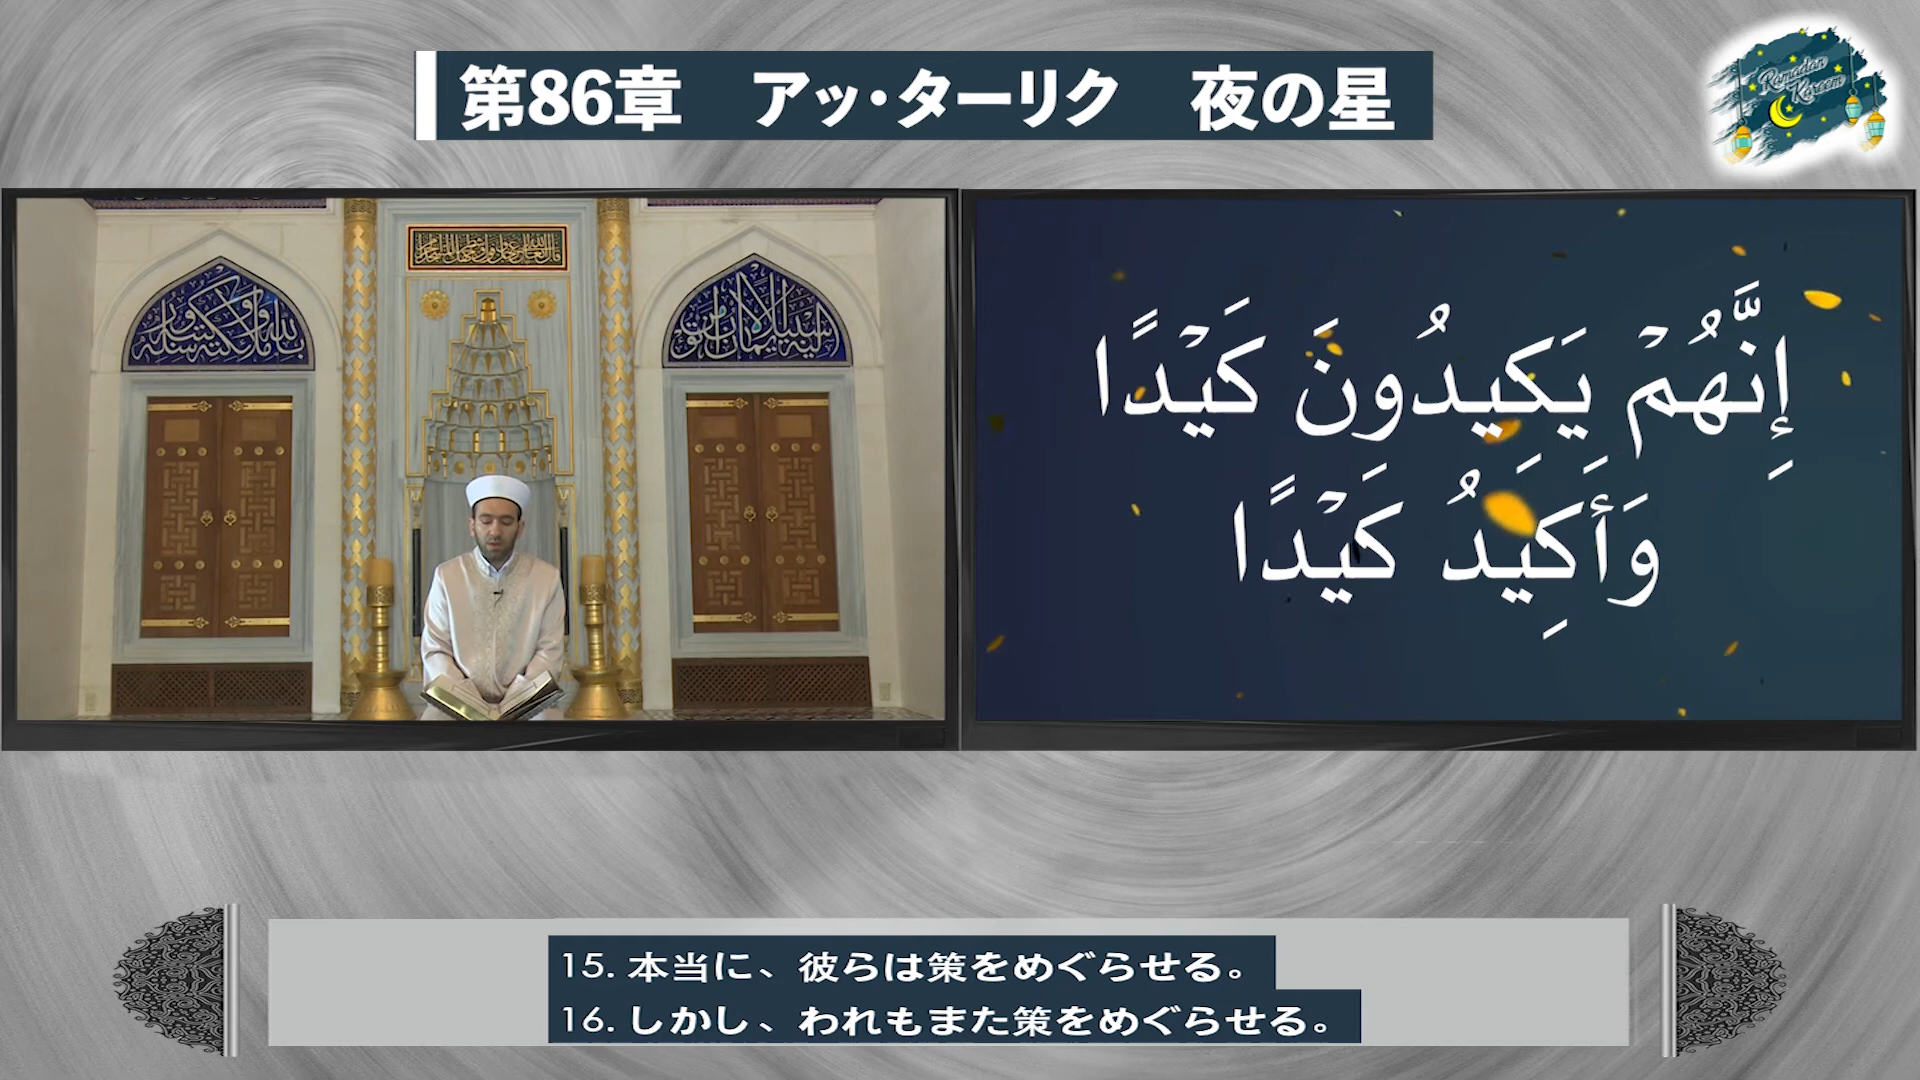 第86章　アッ・ターリク　夜の星
Ramadan
Kareem
إِنَّهُمْ يَكِيدُونَ كَيْدًا
وَأَكِيدُ كَيْدًا
15. 本当に、彼らは策をめぐらせる。
16. しかし、われもまた策をめぐらせる。